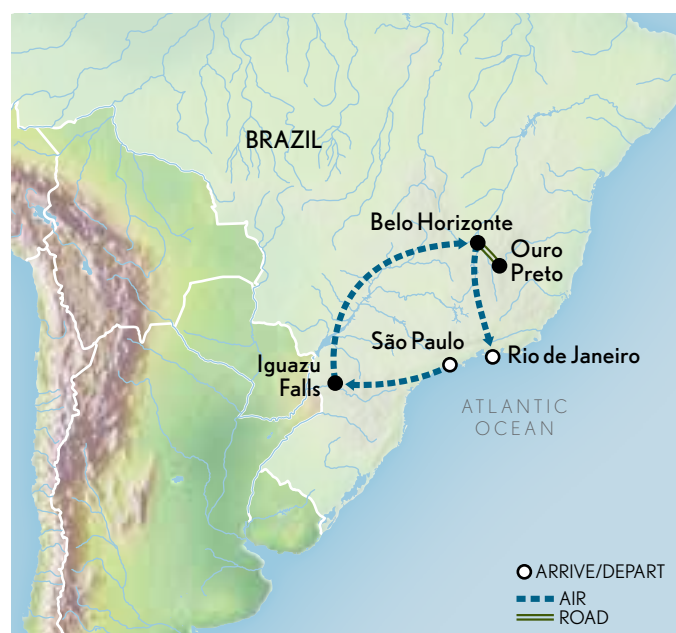 BRAZIL
Belo Horizonte
Ouro
Preto
São Paulo
Rio de Janeiro
Iguazu
Falls
ATLANTIC
OCEAN
ARRIVE/DEPART
AIR
ROAD